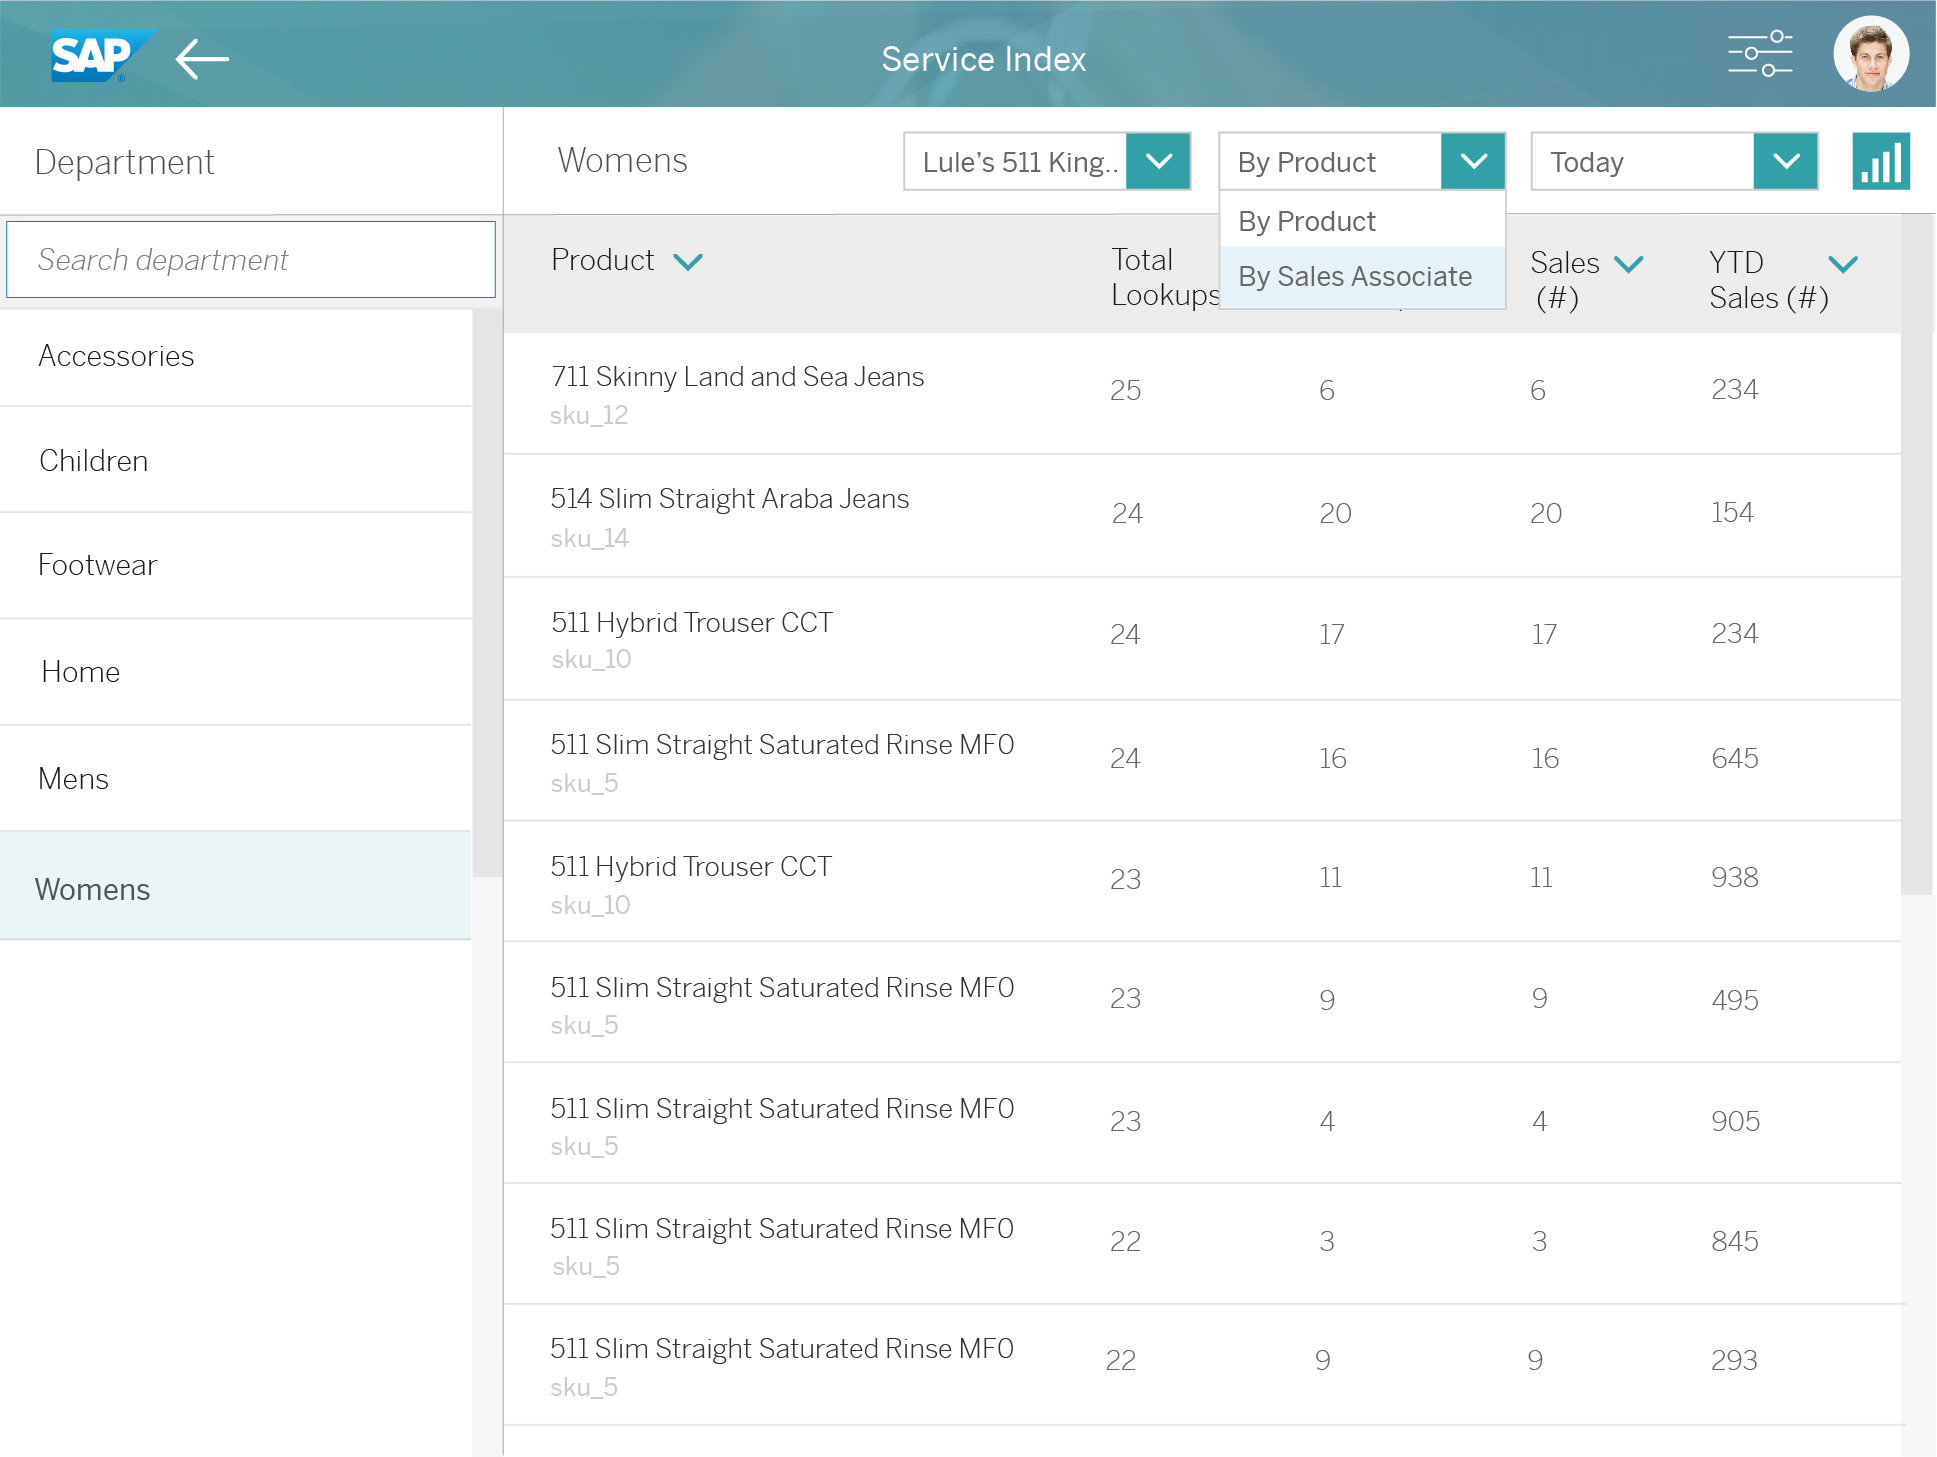 SAP
Service Index
Department
Search department
Accessories
Children
Footwear
Home
Mens
Womens
Womens
Lule’s 511 King..
By Product
Today
By Product
By Sales Associate
Product
Total
Lookups
Sales
(#)
YTD
Sales (#)
711 Skinny Land and Sea Jeans
sku_12
25 6 6 234
514 Slim Straight Araba Jeans
sku_14
24 20 20 154
511 Hybrid Trouser CCT
sku_10
24 17 17 234
511 Slim Straight Saturated Rinse MFO
sku_5
24 16 16 645
511 Hybrid Trouser CCT
sku_10
23 11 11 938
511 Slim Straight Saturated Rinse MFO
sku_5
23 9 9 495
511 Slim Straight Saturated Rinse MFO
sku_5
23 4 4 905
511 Slim Straight Saturated Rinse MFO
sku_5
22 3 3 845
511 Slim Straight Saturated Rinse MFO
sku_5
22 9 9 293